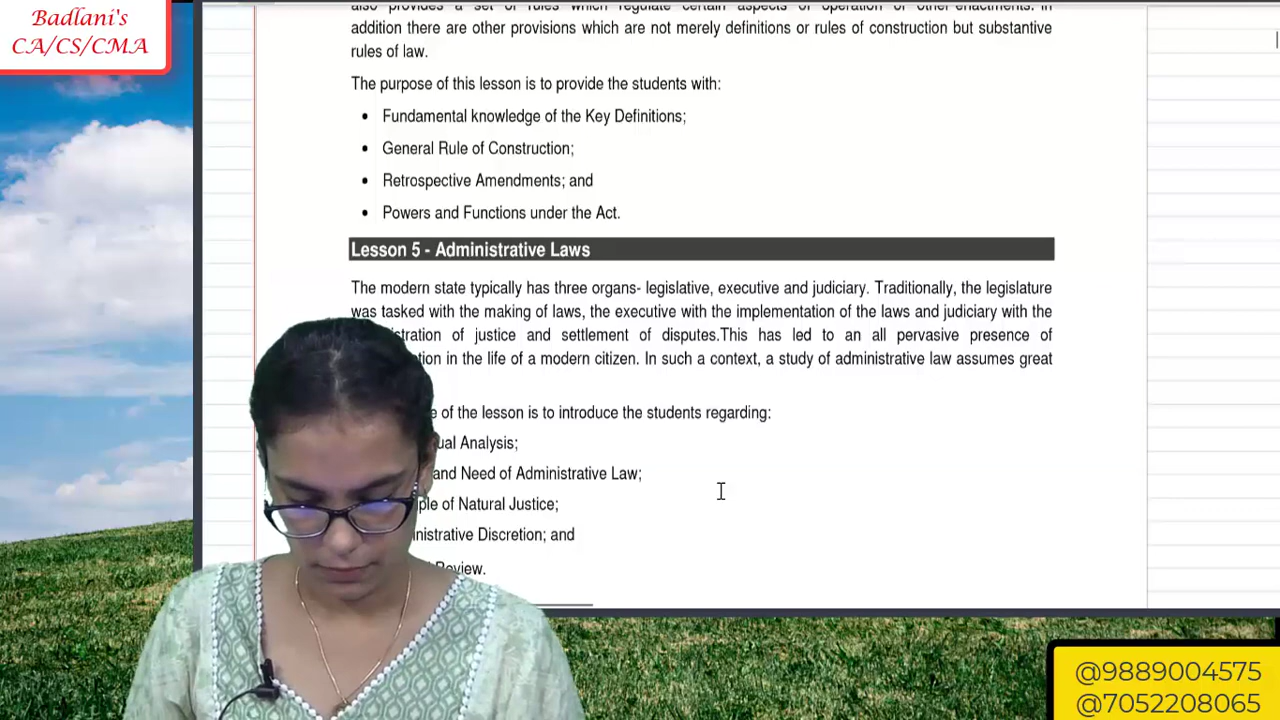 Badlani's
CA/CS/CMA
also provides a set of rules which regulate certain aspects of operation of other enactments. In
addition there are other provisions which are not merely definitions or rules of construction but substantive
rules of law.
The purpose of this lesson is to provide the students with:
• Fundamental knowledge of the Key Definitions;
• General Rule of Construction;
• Retrospective Amendments; and
• Powers and Functions under the Act.
Lesson 5 - Administrative Laws
The modern state typically has three organs- legislative, executive and judiciary. Traditionally, the legislature
was tasked with the making of laws, the executive with the implementation of the laws and judiciary with the
of justice and settlement of disputes.This has led to an all pervasive presence of
in the life of a modern citizen. In such a context, a study of administrative law assumes great
of the lesson is to introduce the students regarding:
Analysis;
and Need of Administrative Law;
of Natural Justice;
Discretion; and
Review.
@9889004575
@7052208065